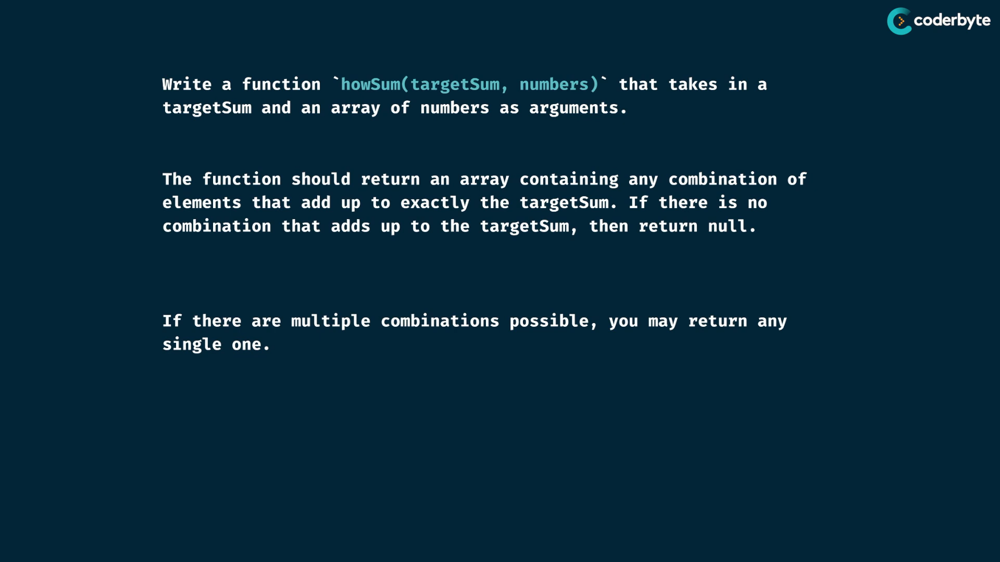 coderbyte
Write a function `howSum(targetSum, numbers)` that takes in a
targetSum and an array of numbers as arguments.
The function should return an array containing any combination of
elements that add up to exactly the targetSum. If there is no
combination that adds up to the targetSum, then return null.
If there are multiple combinations possible, you may return any
single one.